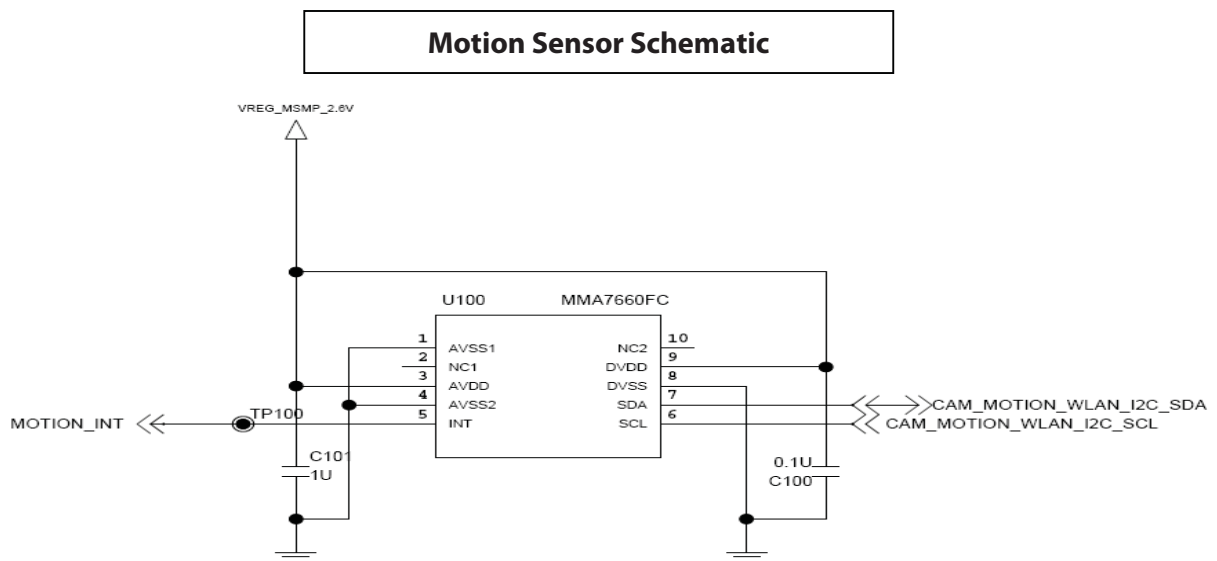 Motion Sensor Schematic
VREG_MSMP_2.6V
U100 MMA7660FC
1 AVSS1 NC2 10
2 NC1 DVDD 9
3 AVDD DVSS 8
4 AVSS2 SDA 7
5 INT SCL 6
TP100
MOTION_INT
CAM_MOTION_WLAN_I2C_SDA
CAM_MOTION_WLAN_I2C_SCL
C101
1U
0.1U
C100